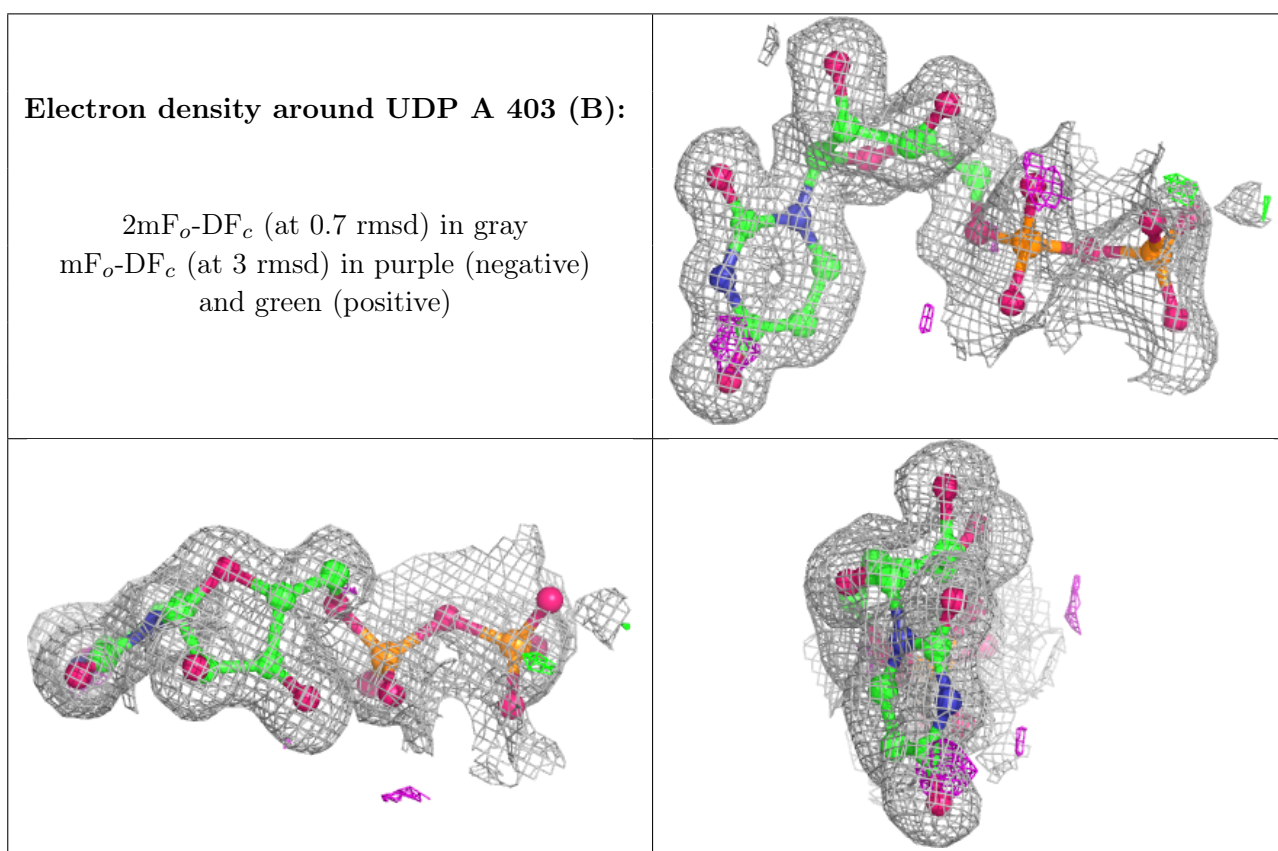 Electron density around UDP A 403 (B):
2mFo-DFc (at 0.7 rmsd) in gray
mFo-DFc (at 3 rmsd) in purple (negative)
and green (positive)